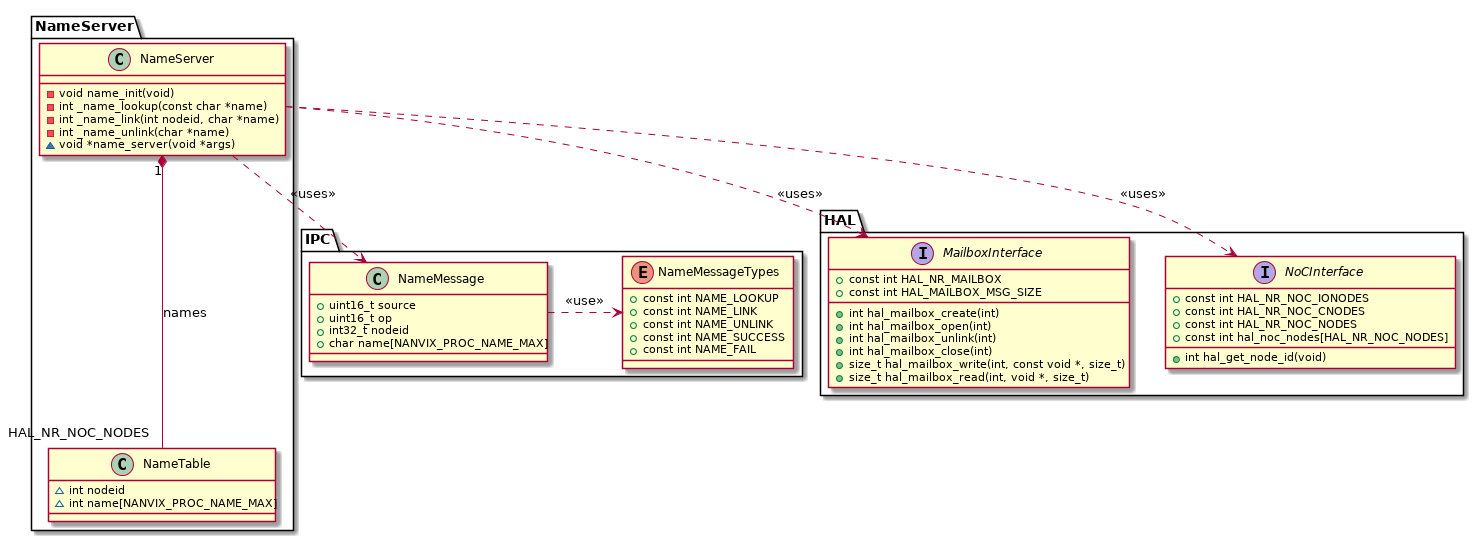 NameServer
C NameServer
void name_init(void)
int _name_lookup(const char *name)
int _name_link(int nodeid, char *name)
int _name_unlink(char *name)
void *name_server(void *args)
1
names
HAL_NR_NOC_NODES
C NameTable
int nodeid
int name[NANVIX_PROC_NAME_MAX]
«uses»
«uses»
«uses»
IPC
C NameMessage
uint16_t source
uint16_t op
int32_t nodeid
char name[NANVIX_PROC_NAME_MAX]
«use»
E NameMessageTypes
const int NAME_LOOKUP
const int NAME_LINK
const int NAME_UNLINK
const int NAME_SUCCESS
const int NAME_FAIL
HAL
I MailboxInterface
const int HAL_NR_MAILBOX
const int HAL_MAILBOX_MSG_SIZE
int hal_mailbox_create(int)
int hal_mailbox_open(int)
int hal_mailbox_unlink(int)
int hal_mailbox_close(int)
size_t hal_mailbox_write(int, const void *, size_t)
size_t hal_mailbox_read(int, void *, size_t)
I NoCInterface
const int HAL_NR_NOC_IONODES
const int HAL_NR_NOC_CNODES
const int HAL_NR_NOC_NODES
const int hal_noc_nodes[HAL_NR_NOC_NODES]
int hal_get_node_id(void)